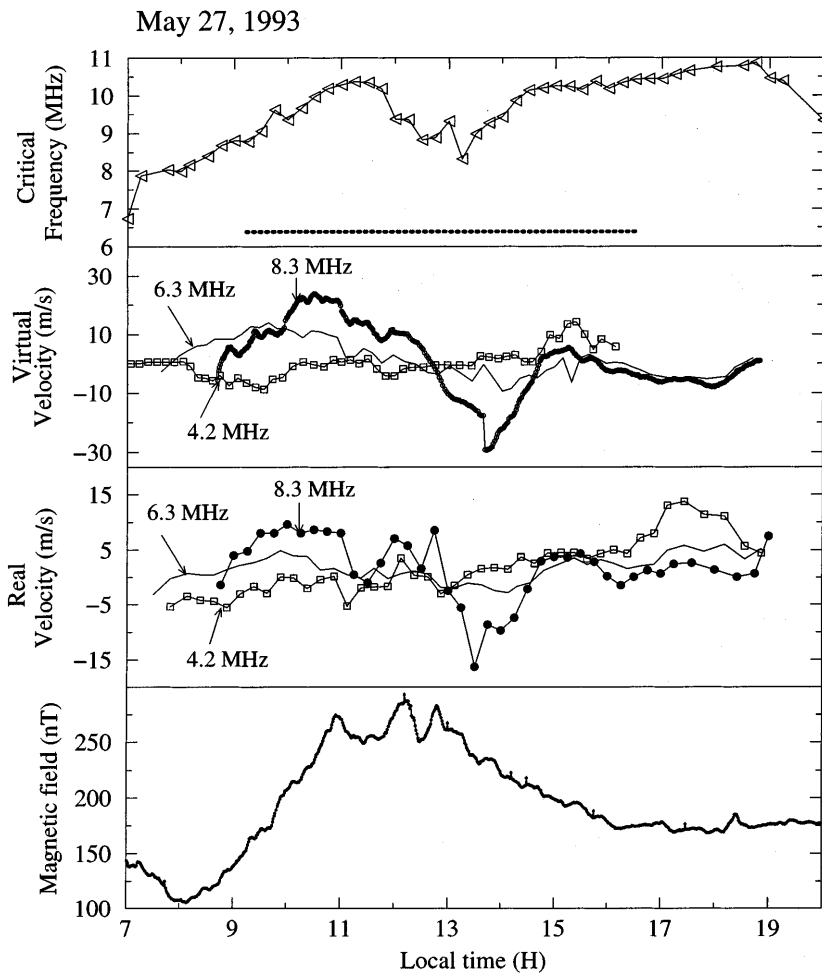 May 27, 1993
Critical
Frequency (MHz)
11
10
9
8
7
6
Virtual
Velocity (m/s)
30
10
−10
−30
8.3 MHz
6.3 MHz
4.2 MHz
Real
Velocity (m/s)
15
5
−5
−15
8.3 MHz
6.3 MHz
4.2 MHz
Magnetic field (nT)
250
200
150
100
7
9
11
13
15
17
19
Local time (H)